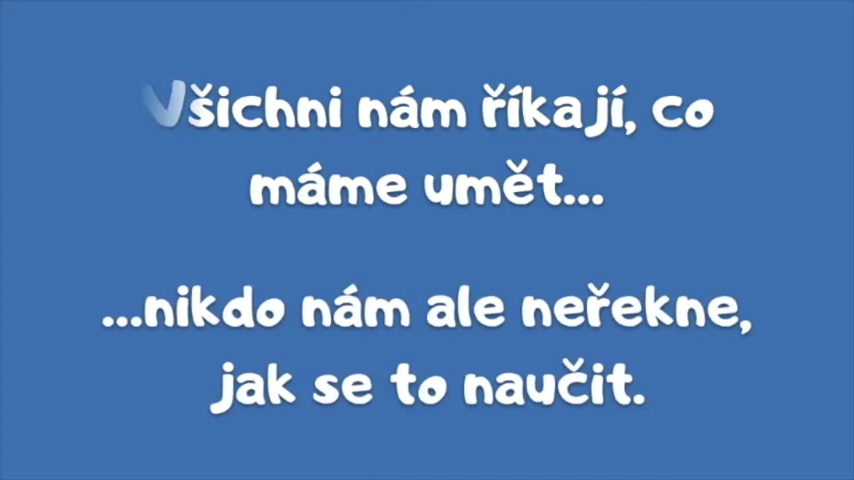 Všichni nám říkají, co
máme umět...
...nikdo nám ale neřekne,
jak se to naučit.